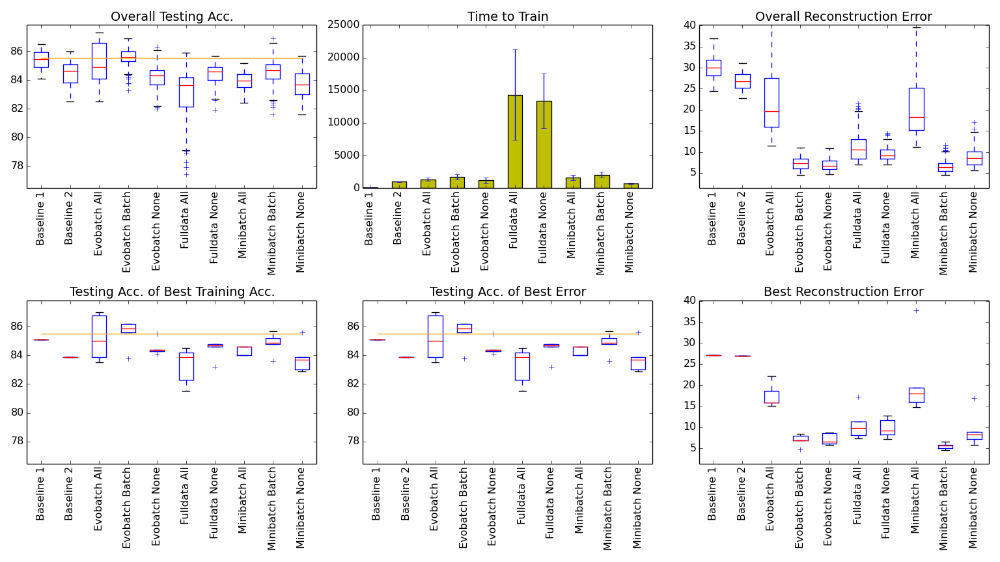 Overall Testing Acc.
86
84
82
80
78
Baseline 1
Baseline 2
Evobatch All
Evobatch Batch
Evobatch None
Fulldata All
Fulldata None
Minibatch All
Minibatch Batch
Minibatch None
Time to Train
25000
20000
15000
10000
5000
0
Baseline 1
Baseline 2
Evobatch All
Evobatch Batch
Evobatch None
Fulldata All
Fulldata None
Minibatch All
Minibatch Batch
Minibatch None
Overall Reconstruction Error
40
35
30
25
20
15
10
5
Baseline 1
Baseline 2
Evobatch All
Evobatch Batch
Evobatch None
Fulldata All
Fulldata None
Minibatch All
Minibatch Batch
Minibatch None
Testing Acc. of Best Training Acc.
86
84
82
80
78
Baseline 1
Baseline 2
Evobatch All
Evobatch Batch
Evobatch None
Fulldata All
Fulldata None
Minibatch All
Minibatch Batch
Minibatch None
Testing Acc. of Best Error
86
84
82
80
78
Baseline 1
Baseline 2
Evobatch All
Evobatch Batch
Evobatch None
Fulldata All
Fulldata None
Minibatch All
Minibatch Batch
Minibatch None
Best Reconstruction Error
40
35
30
25
20
15
10
5
Baseline 1
Baseline 2
Evobatch All
Evobatch Batch
Evobatch None
Fulldata All
Fulldata None
Minibatch All
Minibatch Batch
Minibatch None